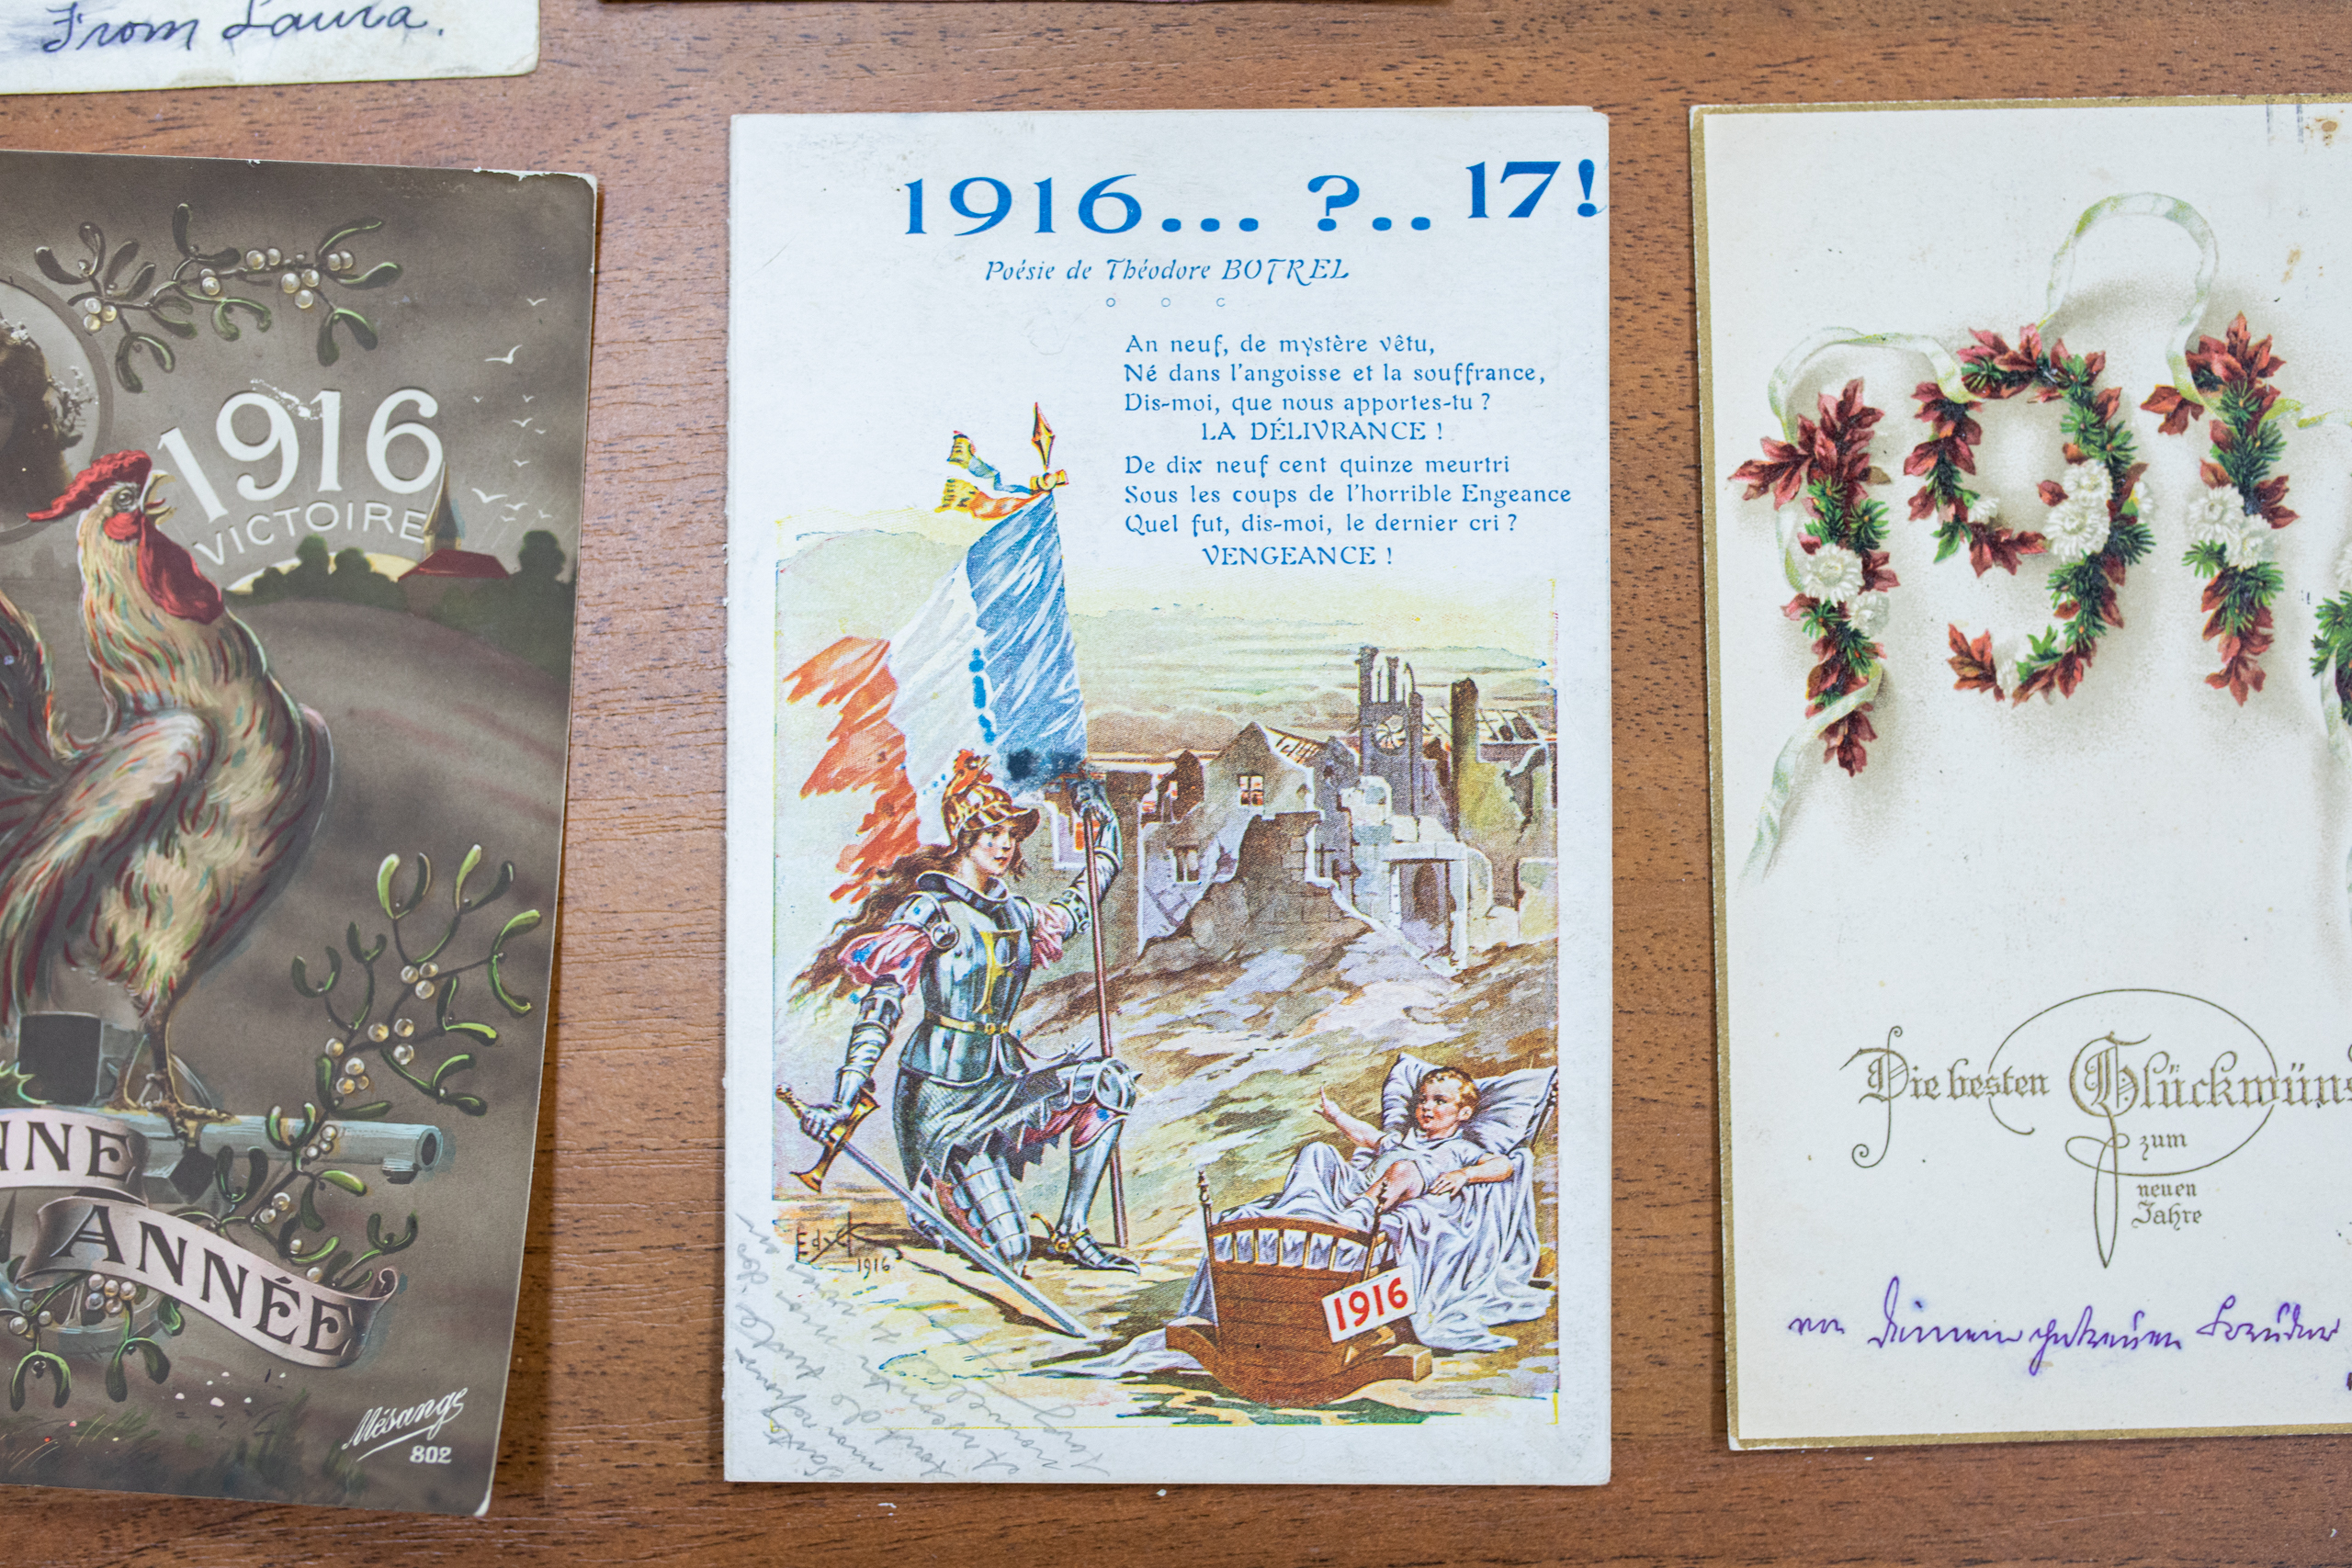 From Laura.
1916
VICTOIRE
NNE
ANNÉE
Mésange
802
1916... ?.. 17!
Poésie de Théodore BOTREL
An neuf, de mystère vêtu,
Né dans l'angoisse et la souffrance,
Dis-moi, que nous apportes-tu ?
LA DÉLIVRANCE !
De dix neuf cent quinze meurtri
Sous les coups de l'horrible Engeance
Quel fut, dis-moi, le dernier cri ?
VENGEANCE !
1916
1916
191
Die besten Glückwüns
zum
neuen
Jahre